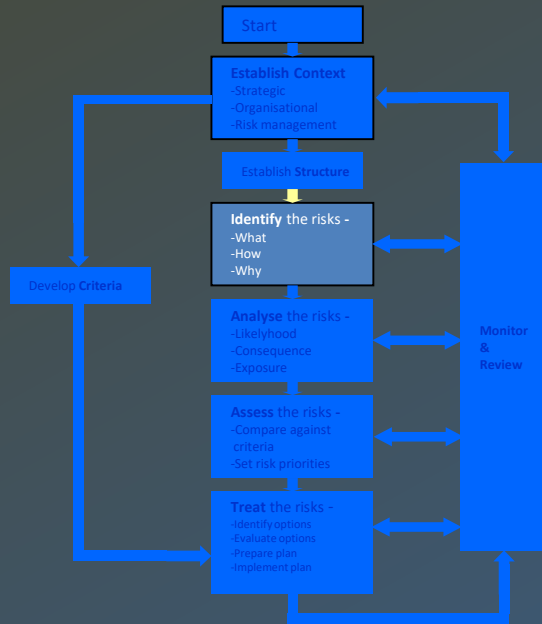 Start
Establish Context
-Strategic
-Organisational
-Risk management
Establish Structure
Identify the risks -
-What
-How
-Why
Develop Criteria
Analyse the risks -
-Likelyhood
-Consequence
-Exposure
Monitor
&
Review
Assess the risks -
-Compare against
criteria
-Set risk priorities
Treat the risks -
-Identify options
-Evaluate options
-Prepare plan
-Implement plan